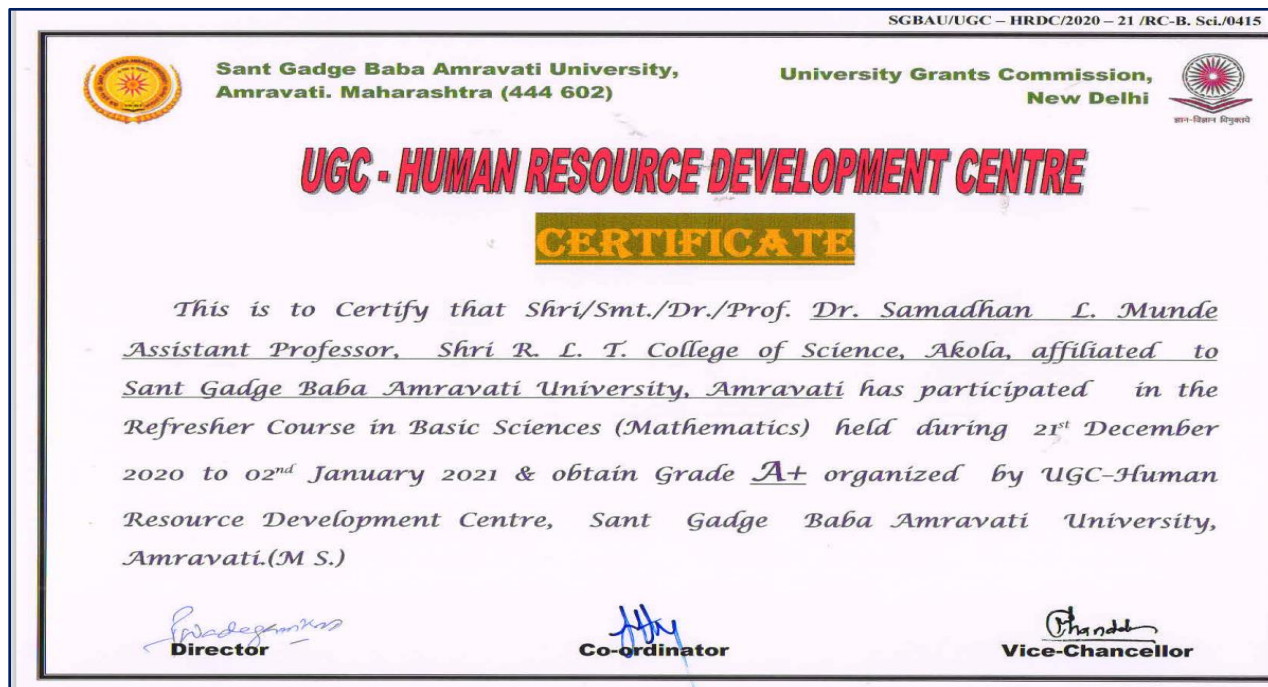 SGBAU/UGC – HRDC/2020 – 21 /RC-B. Sci./0415
Sant Gadge Baba Amravati University,
Amravati. Maharashtra (444 602)
University Grants Commission,
New Delhi
ज्ञान-विज्ञान विमुक्तये
UGC - HUMAN RESOURCE DEVELOPMENT CENTRE
CERTIFICATE
This is to Certify that Shri/Smt./Dr./Prof. Dr. Samadhan L. Munde
Assistant Professor, Shri R. L. T. College of Science, Akola, affiliated to
Sant Gadge Baba Amravati University, Amravati has participated in the
Refresher Course in Basic Sciences (Mathematics) held during 21st December
2020 to 02nd January 2021 & obtain Grade A+ organized by UGC–Human
Resource Development Centre, Sant Gadge Baba Amravati University,
Amravati.(M S.)
Director
Co-ordinator
Vice-Chancellor